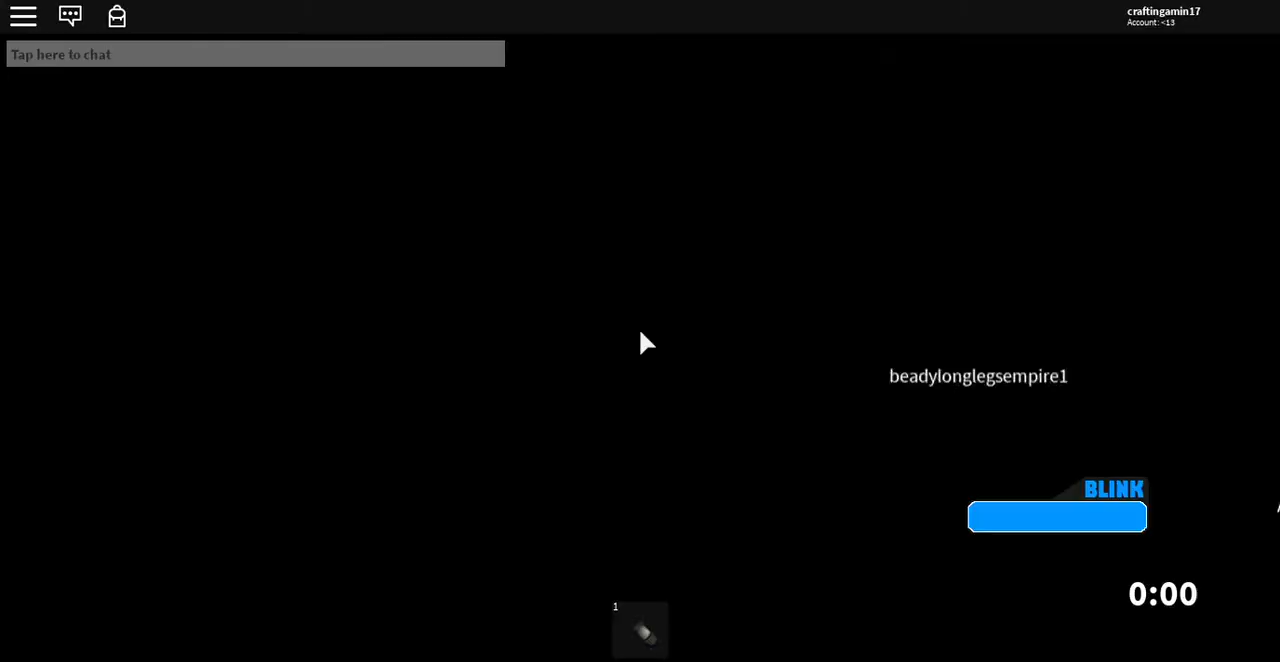 craftingamin17
Account: <13
Tap here to chat
beadylonglegsempire1
BLINK
0:00
1